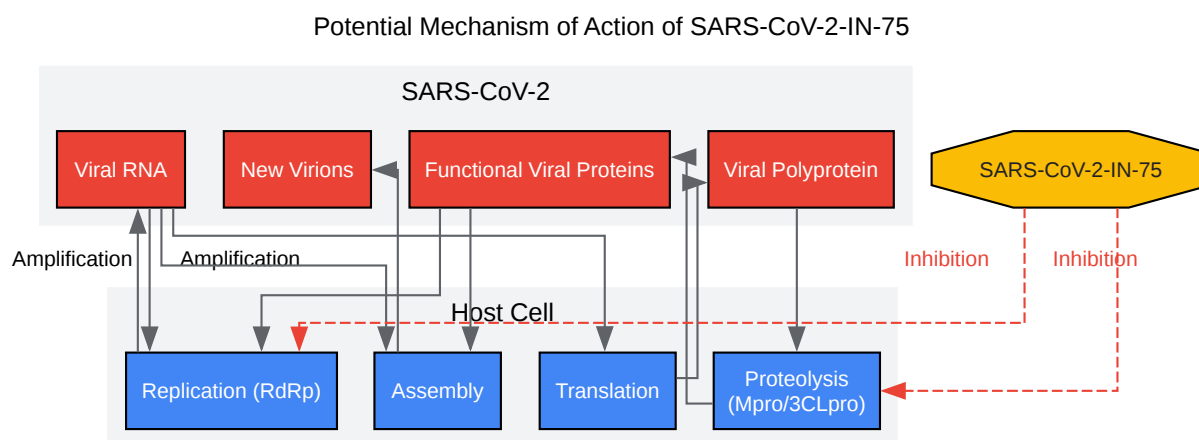 Potential Mechanism of Action of SARS-CoV-2-IN-75
SARS-CoV-2
Viral RNA
New Virions
Functional Viral Proteins
Viral Polyprotein
SARS-CoV-2-IN-75
Amplification
Amplification
Inhibition
Inhibition
Host Cell
Replication (RdRp)
Assembly
Translation
Proteolysis
(Mpro/3CLpro)